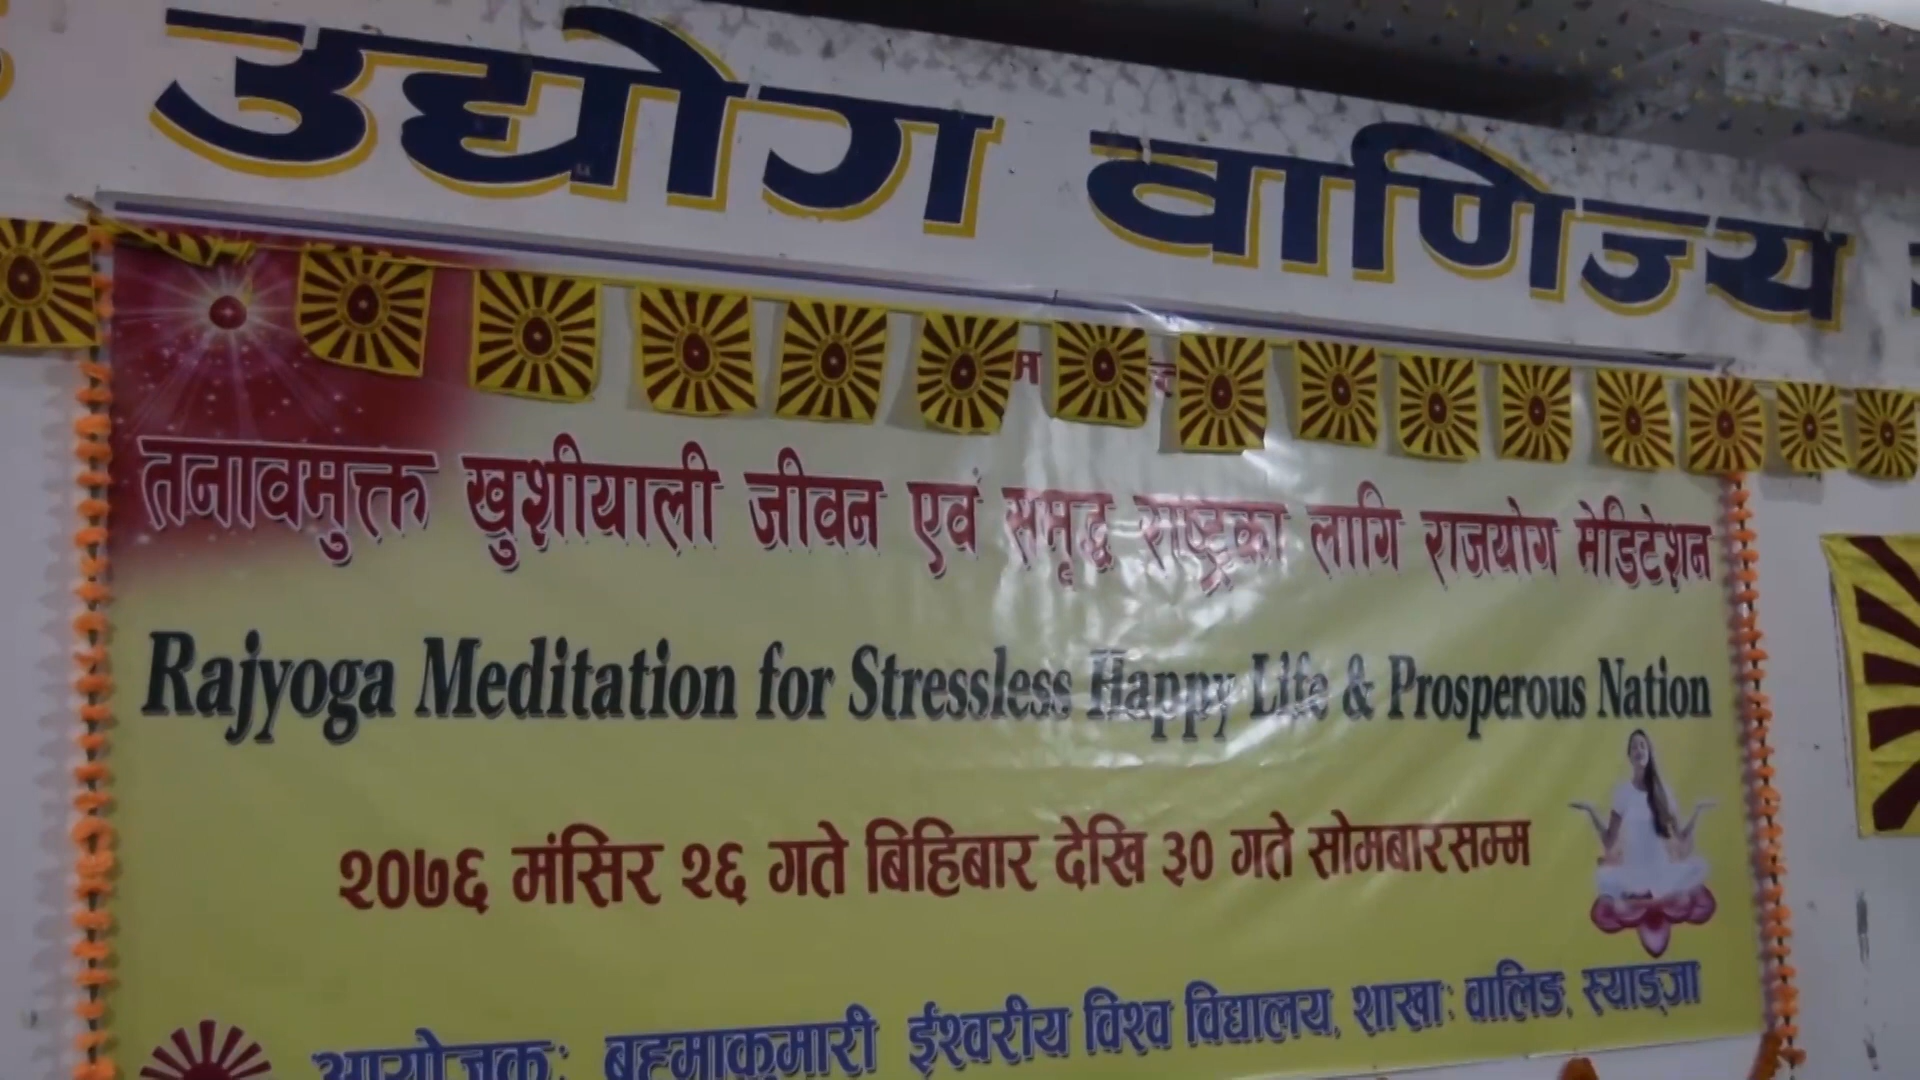 उद्योग वाणिज्य
तनावमुक्त खुशीयाली जीवन एवं समृद्ध राष्ट्रका लागि राजयोग मेडिटेशन
Rajyoga Meditation for Stressless Happy Life & Prosperous Nation
२०७६ मंसिर २६ गते बिहिबार देखि ३० गते सोमबारसम्म
आयोजकः ब्रह्माकुमारी ईश्वरीय विश्व विद्यालय, शाखाः वालिङ, स्याङ्जा